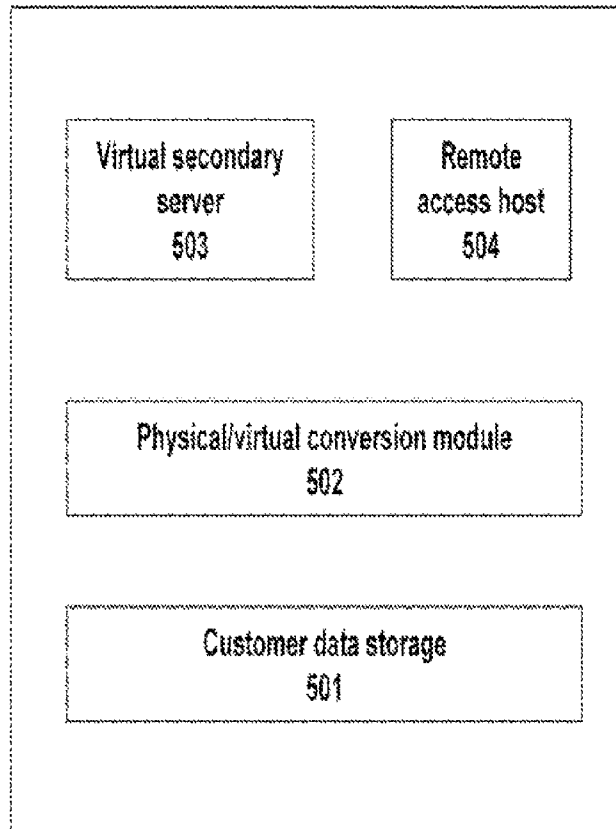 Virtual secondary
server
503
Remote
access host
504
Physical/virtual conversion module
502
Customer data storage
501